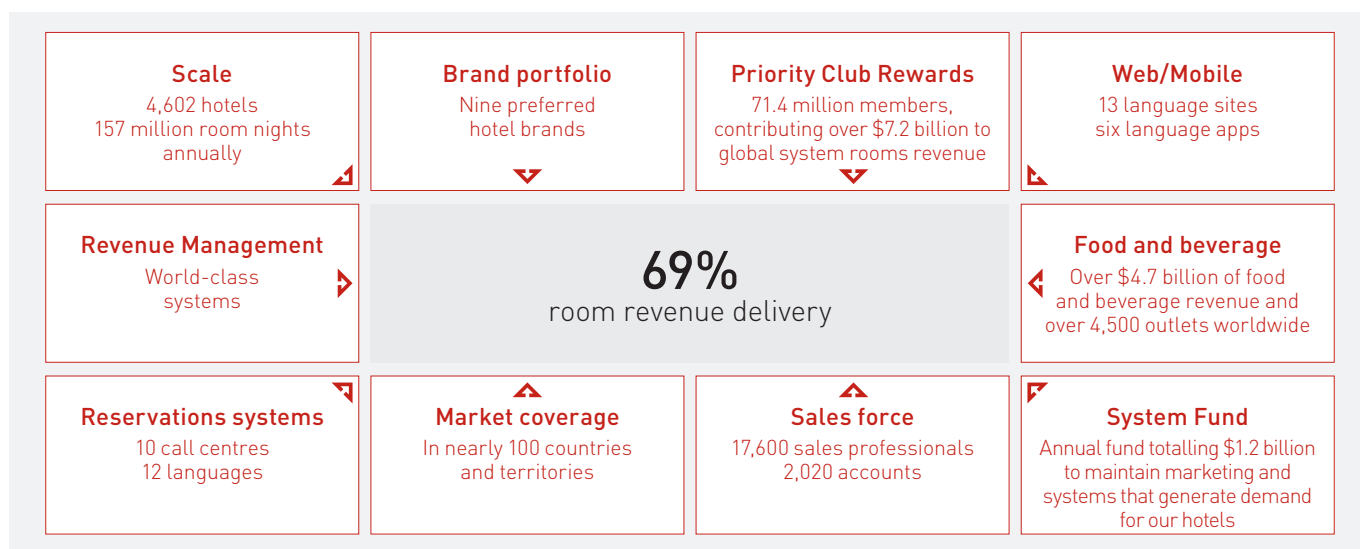 Scale
4,602 hotels
157 million room nights
annually
Brand portfolio
Nine preferred
hotel brands
Priority Club Rewards
71.4 million members,
contributing over $7.2 billion to
global system rooms revenue
Web/Mobile
13 language sites
six language apps
Revenue Management
World-class
systems
69%
room revenue delivery
Food and beverage
Over $4.7 billion of food
and beverage revenue and
over 4,500 outlets worldwide
Reservations systems
10 call centres
12 languages
Market coverage
In nearly 100 countries
and territories
Sales force
17,600 sales professionals
2,020 accounts
System Fund
Annual fund totalling $1.2 billion
to maintain marketing and
systems that generate demand
for our hotels